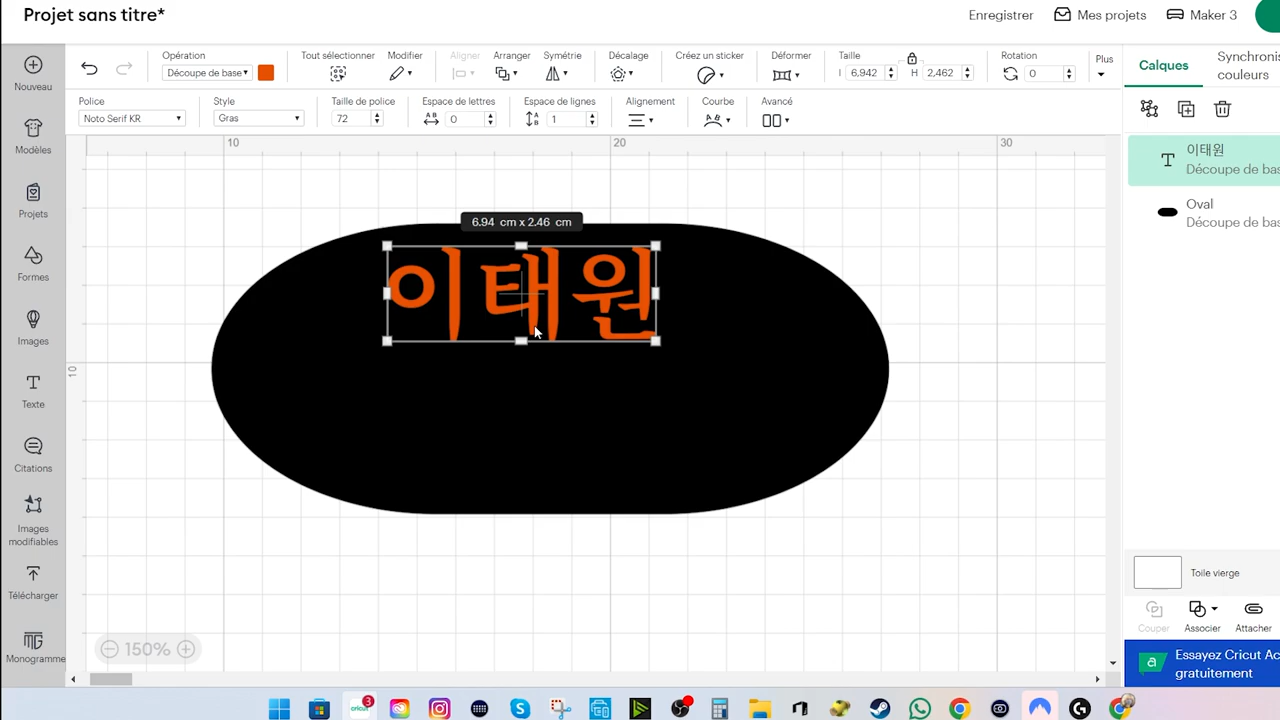 Projet sans titre*
Enregistrer
Mes projets
Maker 3
Opération
Découpe de base
Tout sélectionner
Modifier
Aligner
Arranger
Symétrie
Décalage
Créez un sticker
Déformer
Taille
I 6,942
H 2,462
Rotation
0
Plus
Police
Noto Serif KR
Style
Gras
Taille de police
72
Espace de lettres
0
Espace de lignes
1
Alignement
Courbe
Avancé
Calques
Synchronis
couleurs
Nouveau
Modèles
Projets
Formes
Images
Texte
Citations
Images
modifiables
Télécharger
Monogramme
10
20
30
10
6.94 cm x 2.46 cm
이태원
150%
이태원
Découpe de bas
Oval
Découpe de bas
Toile vierge
Couper
Associer
Attacher
Essayez Cricut Ac
gratuitement